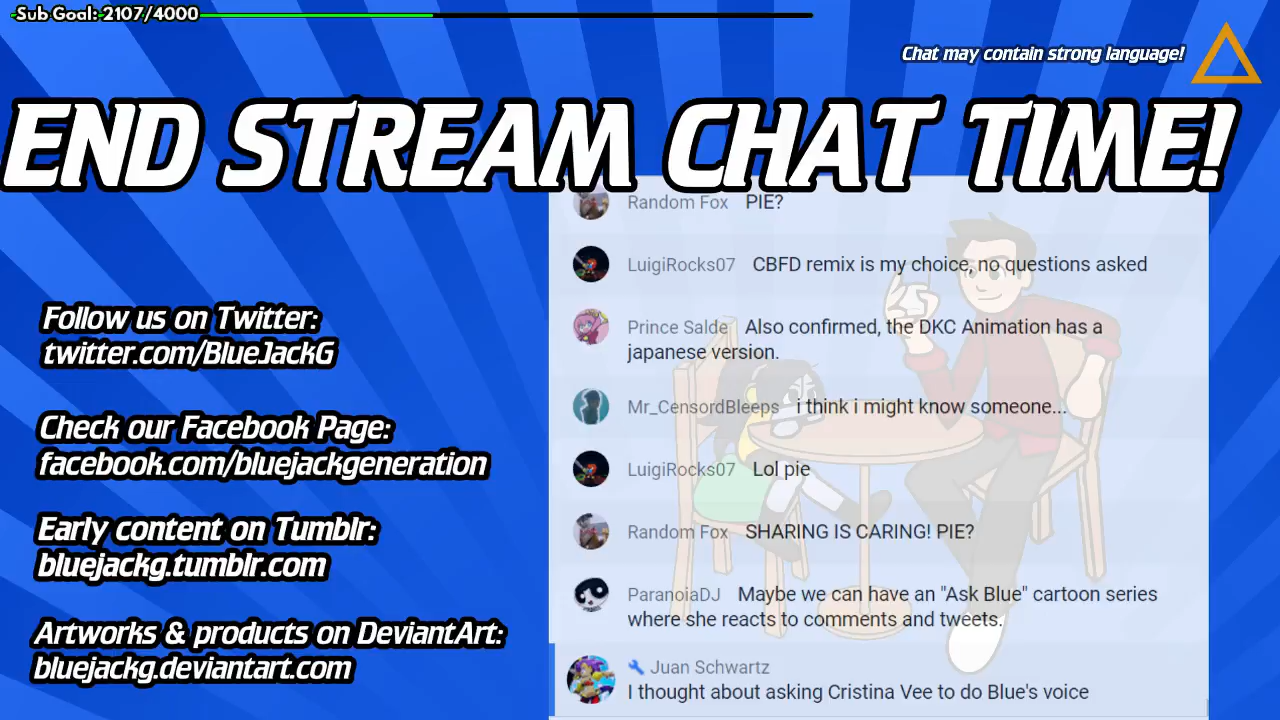 Sub Goal: 2107/4000
Chat may contain strong language!
END STREAM CHAT TIME!
Follow us on Twitter:
twitter.com/BlueJackG
Check our Facebook Page:
facebook.com/bluejackgeneration
Early content on Tumblr:
bluejackg.tumblr.com
Artworks & products on DeviantArt:
bluejackg.deviantart.com
Random Fox PIE?
LuigiRocks07 CBFD remix is my choice, no questions asked
Prince Salde Also confirmed, the DKC Animation has a
japanese version.
Mr_CensordBleeps i think i might know someone...
LuigiRocks07 Lol pie
Random Fox SHARING IS CARING! PIE?
ParanoiaDJ Maybe we can have an "Ask Blue" cartoon series
where she reacts to comments and tweets.
Juan Schwartz
I thought about asking Cristina Vee to do Blue's voice